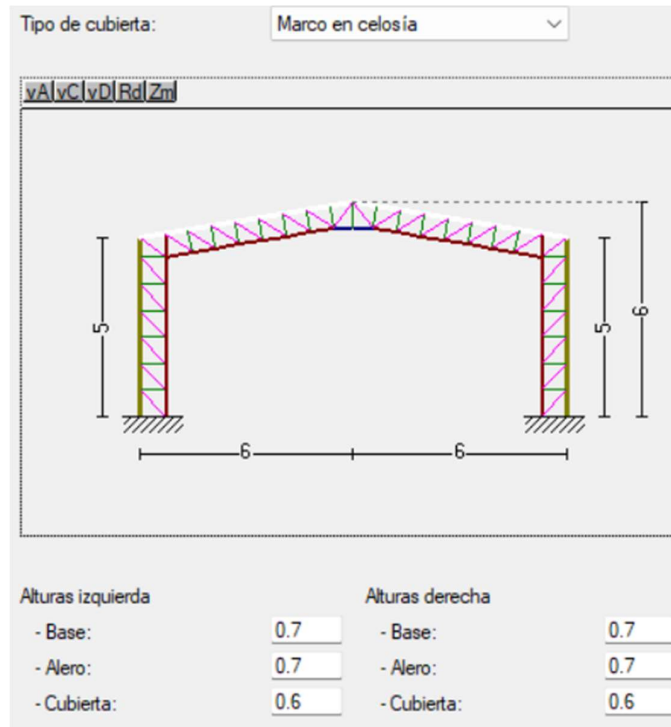 Tipo de cubierta: Marco en celosía
vA vC vD Rd Zm
5 5 6
6 6
Alturas izquierda Alturas derecha
- Base: 0.7 - Base: 0.7
- Alero: 0.7 - Alero: 0.7
- Cubierta: 0.6 - Cubierta: 0.6